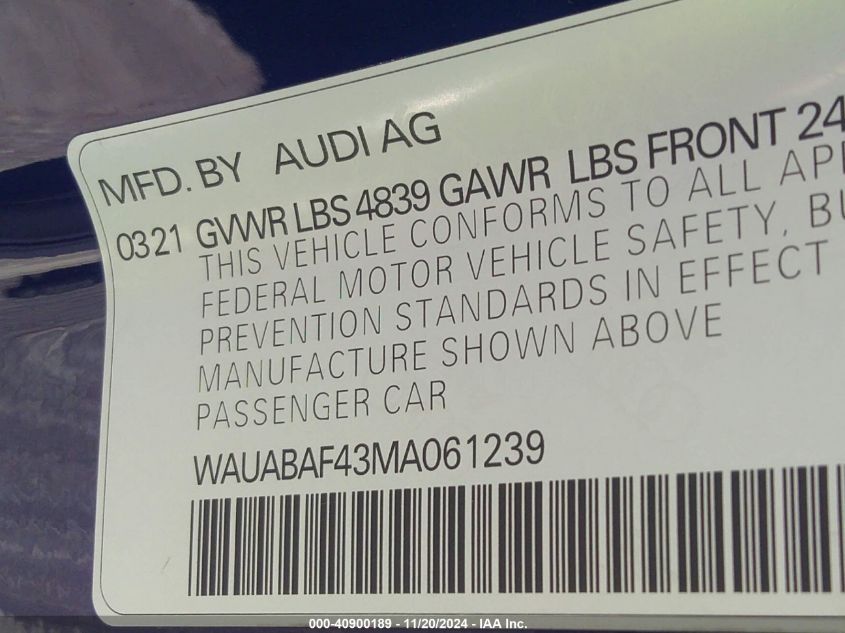 MFD. BY AUDI AG
0321 GVWR LBS 4839 GAWR LBS FRONT 24
THIS VEHICLE CONFORMS TO ALL
FEDERAL MOTOR VEHICLE SAFETY,
PREVENTION STANDARDS IN EFFECT
MANUFACTURE SHOWN ABOVE
PASSENGER CAR
WAUABAF43MA061239
000-40900189 - 11/20/2024 - IAA Inc.